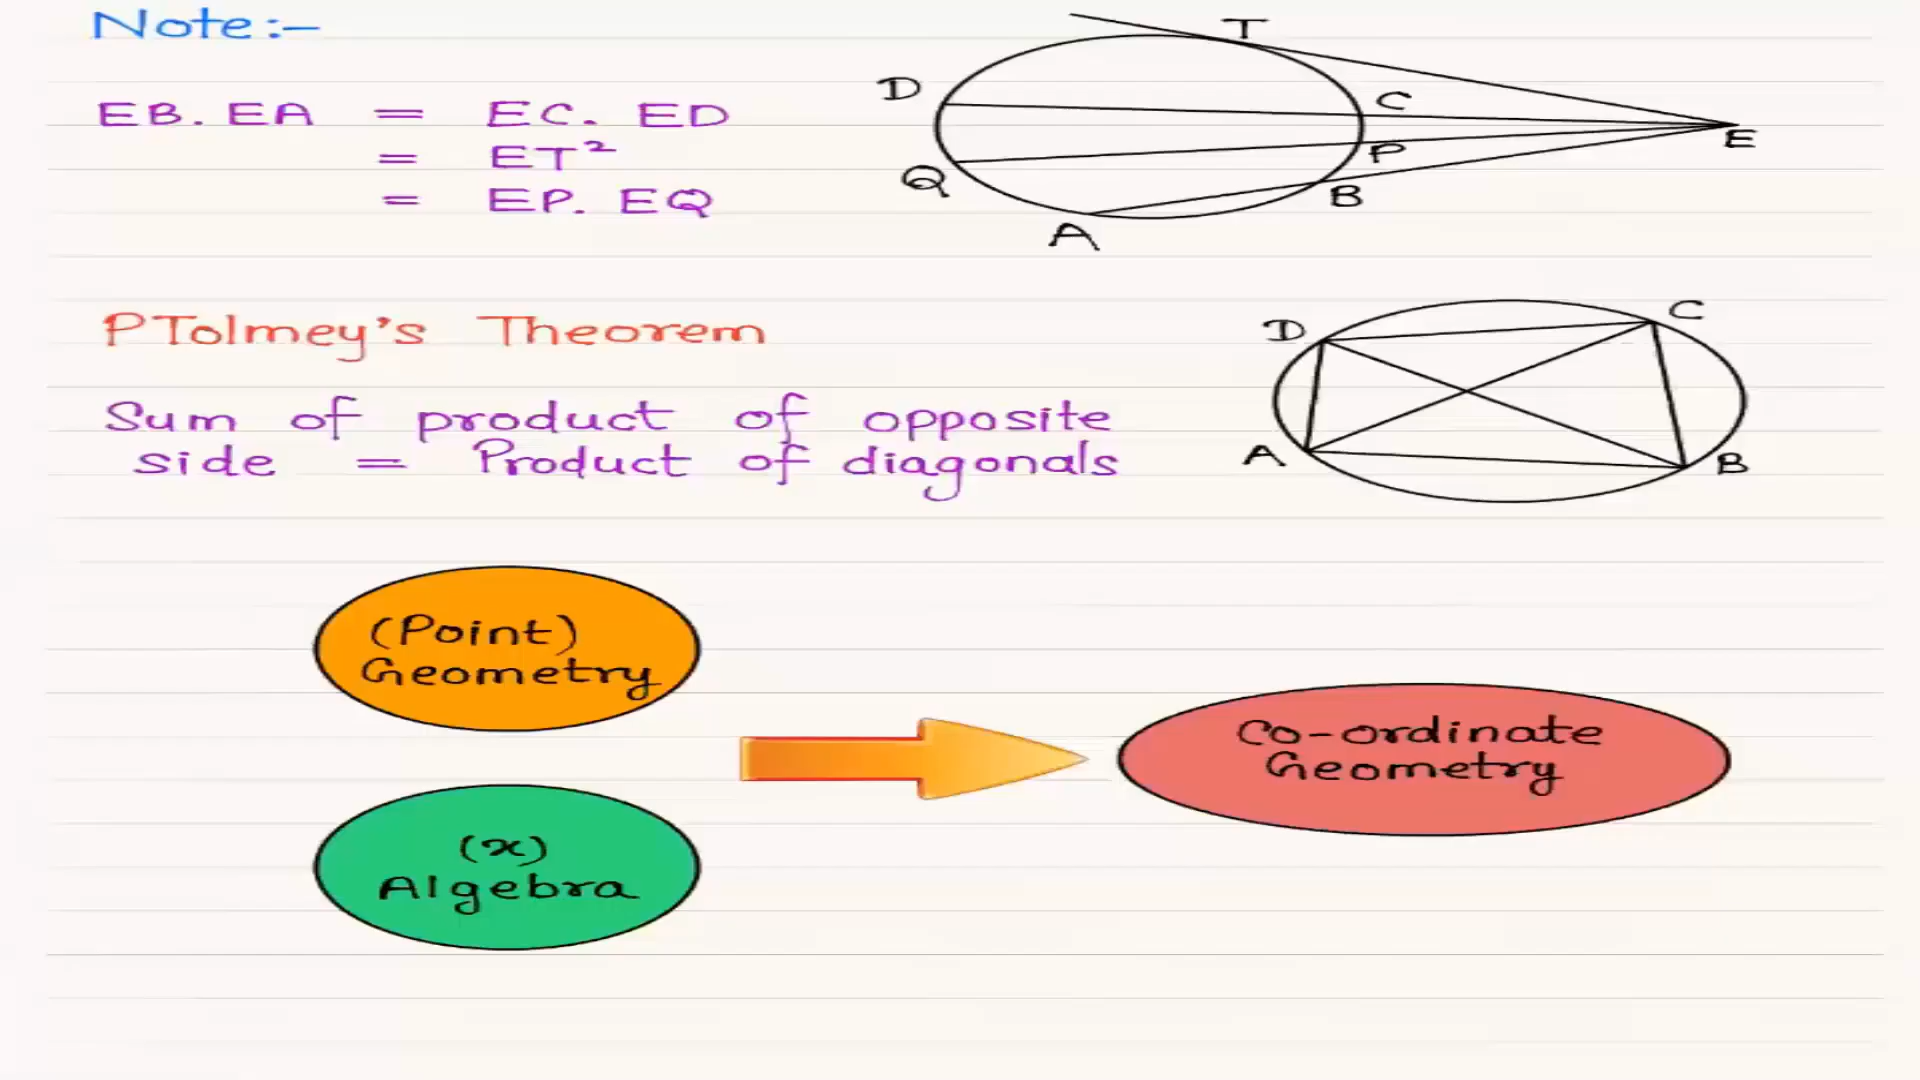 Note:-
T
D
C
EB. EA = EC. ED
E
= ET²
P
Q
B
= EP. EQ
A
C
D
PTolmey's Theorem
Sum of product of opposite
side = Product of diagonals
A
B
(Point)
Geometry
Co-ordinate
Geometry
(x)
Algebra